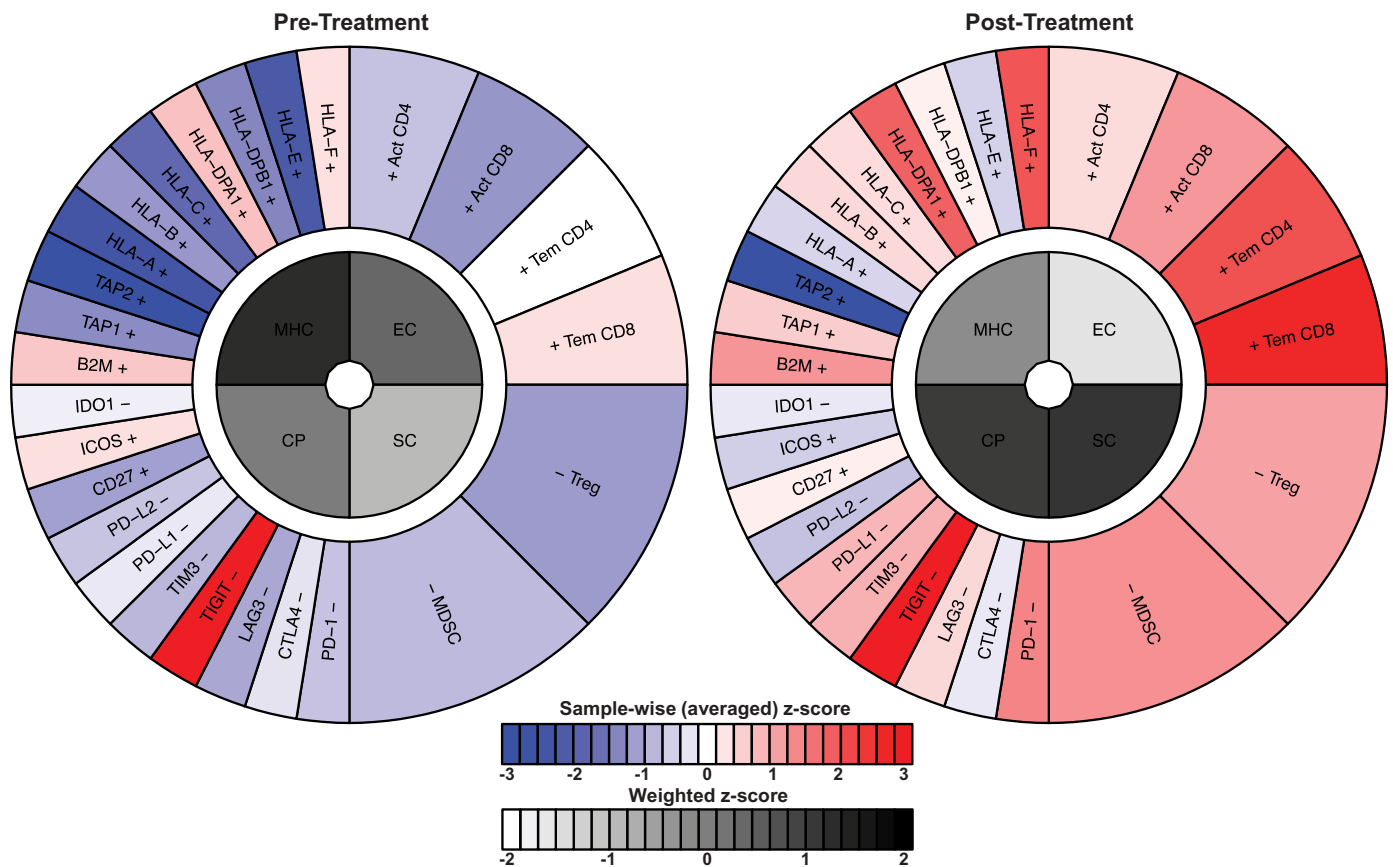 Pre-Treatment
HLA–F +
HLA–E +
HLA–DPB1 +
HLA–DPA1 +
HLA–C +
HLA–B +
HLA–A +
TAP2 +
TAP1 +
B2M +
IDO1 –
ICOS +
CD27 +
PD–L2 –
PD–L1 –
TIM3 –
TIGIT –
LAG3 –
CTLA4 –
PD–1 –
+ Act CD4
+ Act CD8
+ Tem CD4
+ Tem CD8
– Treg
– MDSC
MHC
EC
CP
SC
Post-Treatment
HLA–F +
HLA–E +
HLA–DPB1 +
HLA–DPA1 +
HLA–C +
HLA–B +
HLA–A +
TAP2 +
TAP1 +
B2M +
IDO1 –
ICOS +
CD27 +
PD–L2 –
PD–L1 –
TIM3 –
TIGIT –
LAG3 –
CTLA4 –
PD–1 –
+ Act CD4
+ Act CD8
+ Tem CD4
+ Tem CD8
– Treg
– MDSC
MHC
EC
CP
SC
Sample-wise (averaged) z-score
-3 -2 -1 0 1 2 3
Weighted z-score
-2 -1 0 1 2